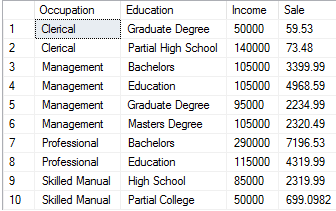 Occupation Education Income Sale
1 Clerical Graduate Degree 50000 59.53
2 Clerical Partial High School 140000 73.48
3 Management Bachelors 105000 3399.99
4 Management Education 105000 4968.59
5 Management Graduate Degree 95000 2234.99
6 Management Masters Degree 105000 2320.49
7 Professional Bachelors 290000 7196.53
8 Professional Education 115000 4319.99
9 Skilled Manual High School 85000 2319.99
10 Skilled Manual Partial College 50000 699.0982